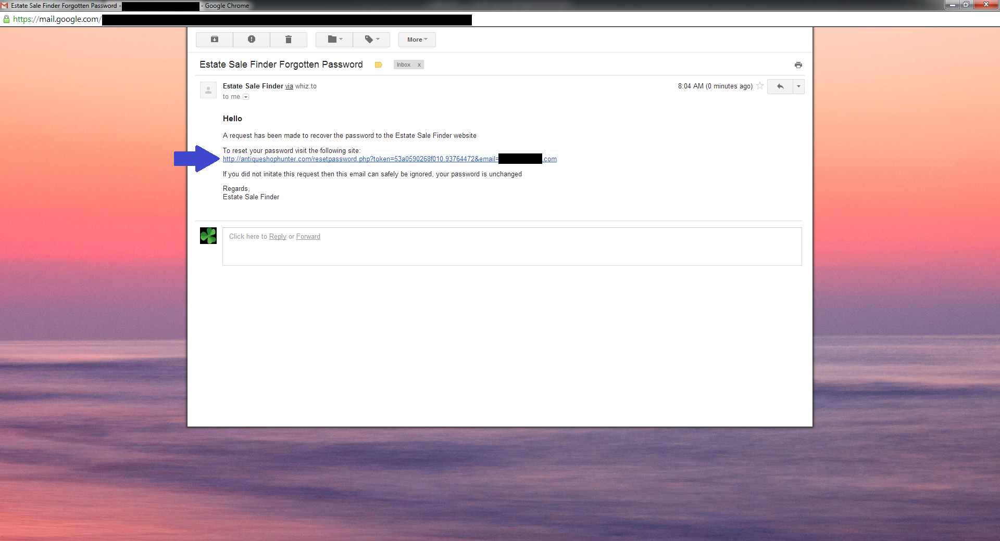 Estate Sale Finder Forgotten Password - - Google Chrome
https://mail.google.com/
More
Estate Sale Finder Forgotten Password Inbox x
Estate Sale Finder via whiz.to 8:04 AM (0 minutes ago)
to me
Hello
A request has been made to recover the password to the Estate Sale Finder website
To reset your password visit the following site:
http://antiqueshophunter.com/resetpassword.php?token=53a0590268f010.93764472&email= .com
If you did not initate this request then this email can safely be ignored, your password is unchanged
Regards,
Estate Sale Finder
Click here to Reply or Forward